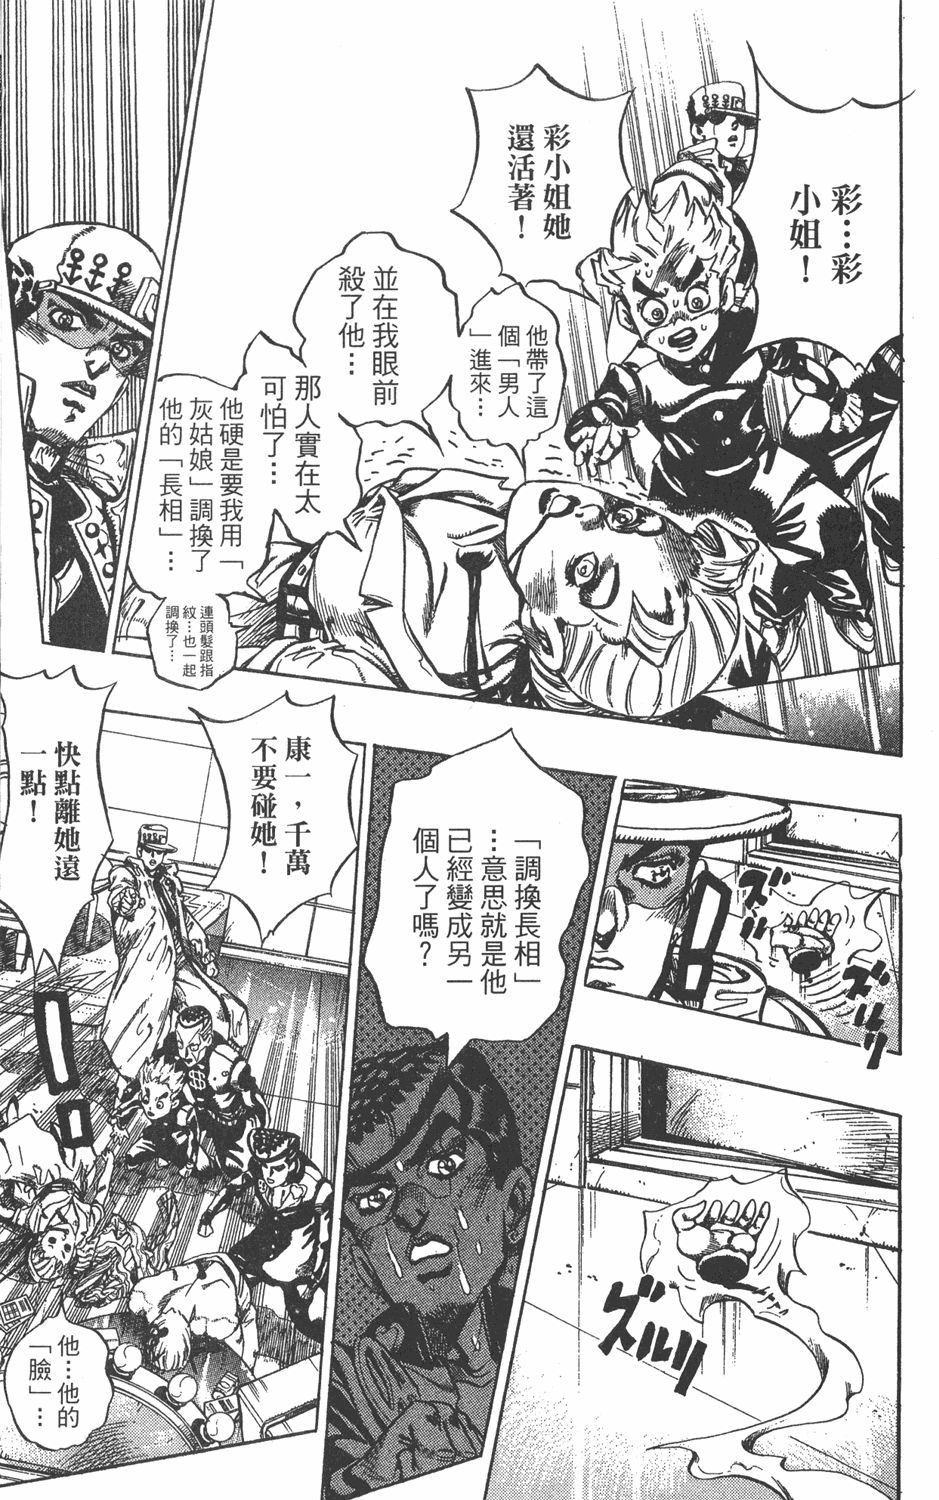 彩…彩
小姐！
彩小姐她
還活著！
他帶了這
個「男人
」進來…
並在我眼前
殺了他…
那人實在太
可怕了…
他硬是要我用「
灰姑娘」調換了
他的「長相」…
連頭髮跟指
紋…也一起
調換了…
ズズッ
ズルッ
「調換長相」
…意思就是他
已經變成另一
個人了嗎？
康一，千萬
不要碰她！
快點離她遠
一點！
ズルリ
他…他的
「臉」…